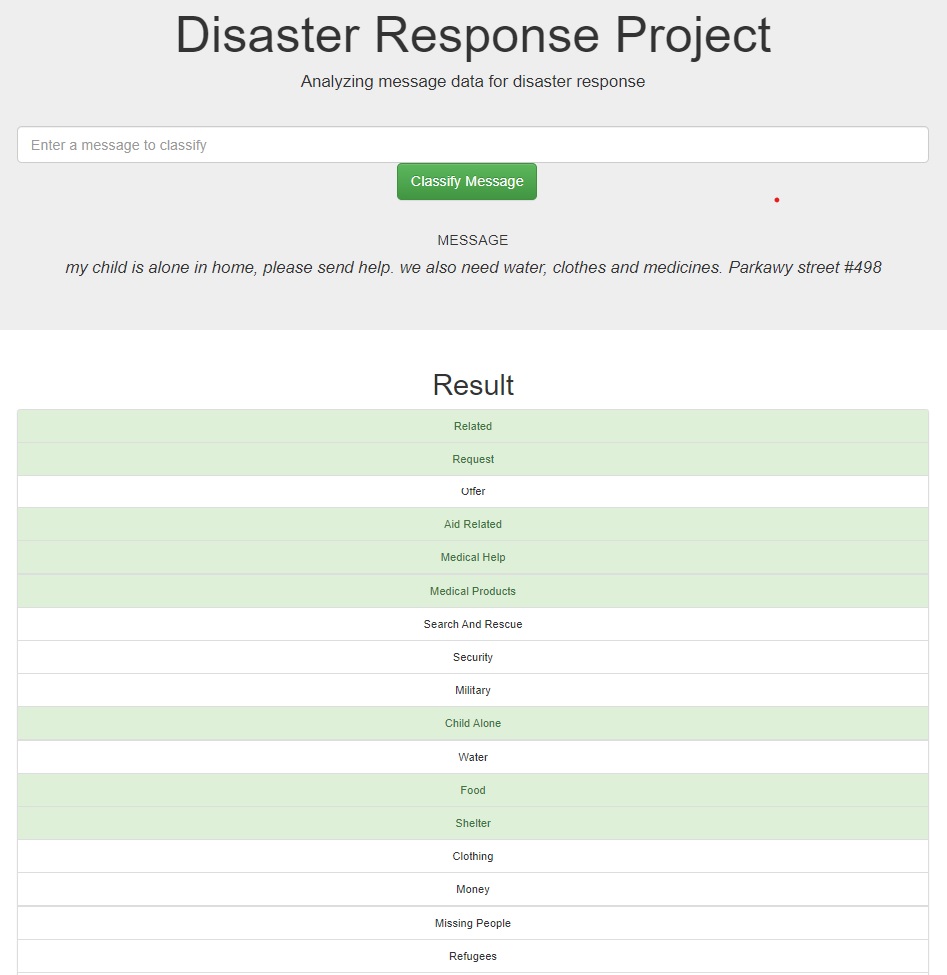 Disaster Response Project
Analyzing message data for disaster response
Enter a message to classify
Classify Message
MESSAGE
my child is alone in home, please send help. we also need water, clothes and medicines. Parkawy street #498
Result
Related
Request
Offer
Aid Related
Medical Help
Medical Products
Search And Rescue
Security
Military
Child Alone
Water
Food
Shelter
Clothing
Money
Missing People
Refugees